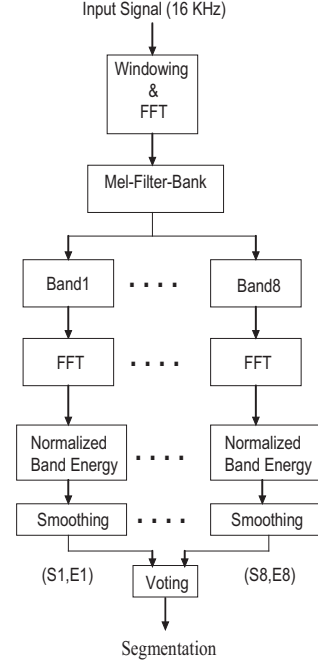 Input Signal (16 KHz)
Windowing
&
FFT
Mel-Filter-Bank
Band1
. . . .
Band8
FFT
. . . .
FFT
Normalized
Band Energy
. . . .
Normalized
Band Energy
Smoothing
. . . .
Smoothing
(S1,E1)
Voting
(S8,E8)
Segmentation